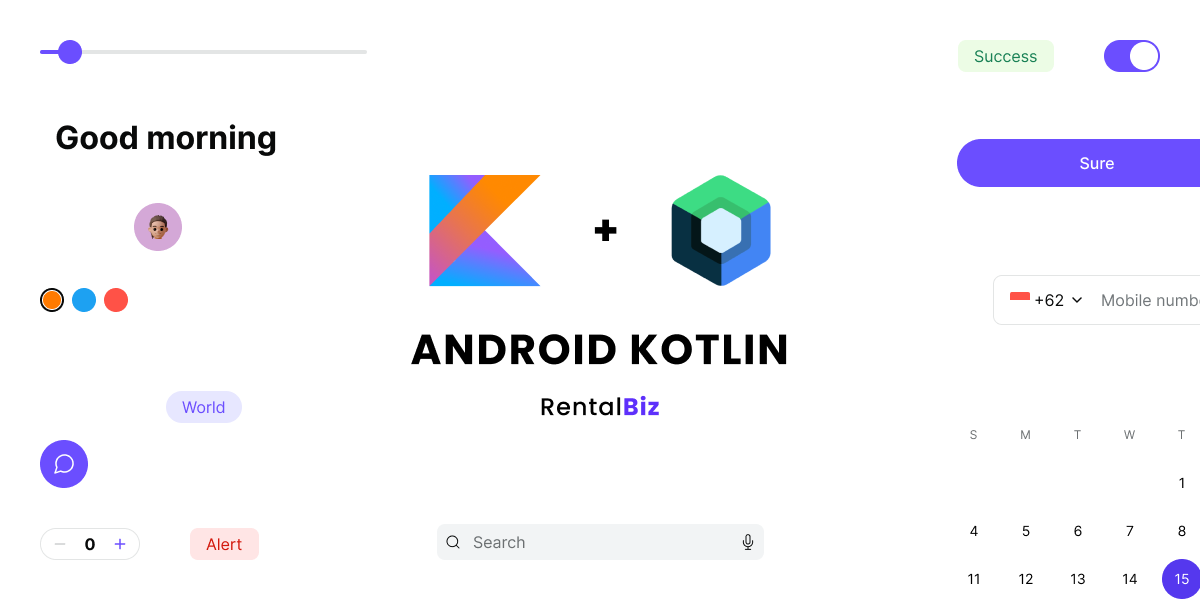 Success
Good morning
Sure
+
+62 Mobile numb
ANDROID KOTLIN
World
RentalBiz
S M T W T
1
4 5 6 7 8
11 12 13 14 15
− 0 +
Alert
Search